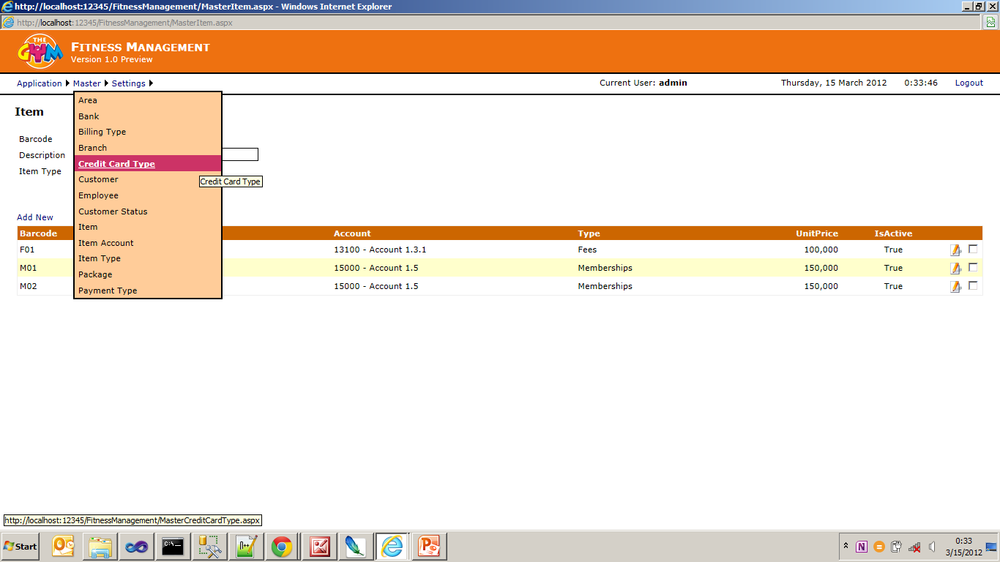 http://localhost:12345/FitnessManagement/MasterItem.aspx - Windows Internet Explorer
http://localhost:12345/FitnessManagement/MasterItem.aspx
THE GYM
FITNESS MANAGEMENT
Version 1.0 Preview
Application Master Settings Current User: admin Thursday, 15 March 2012 0:33:46 Logout
Item
Barcode
Description
Item Type
Area
Bank
Billing Type
Branch
Credit Card Type
Customer
Employee
Customer Status
Item
Item Account
Item Type
Package
Payment Type
Credit Card Type
Add New
Barcode Account Type UnitPrice IsActive
F01 13100 - Account 1.3.1 Fees 100,000 True
M01 15000 - Account 1.5 Memberships 150,000 True
M02 15000 - Account 1.5 Memberships 150,000 True
http://localhost:12345/FitnessManagement/MasterCreditCardType.aspx
Start 0:33
3/15/2012